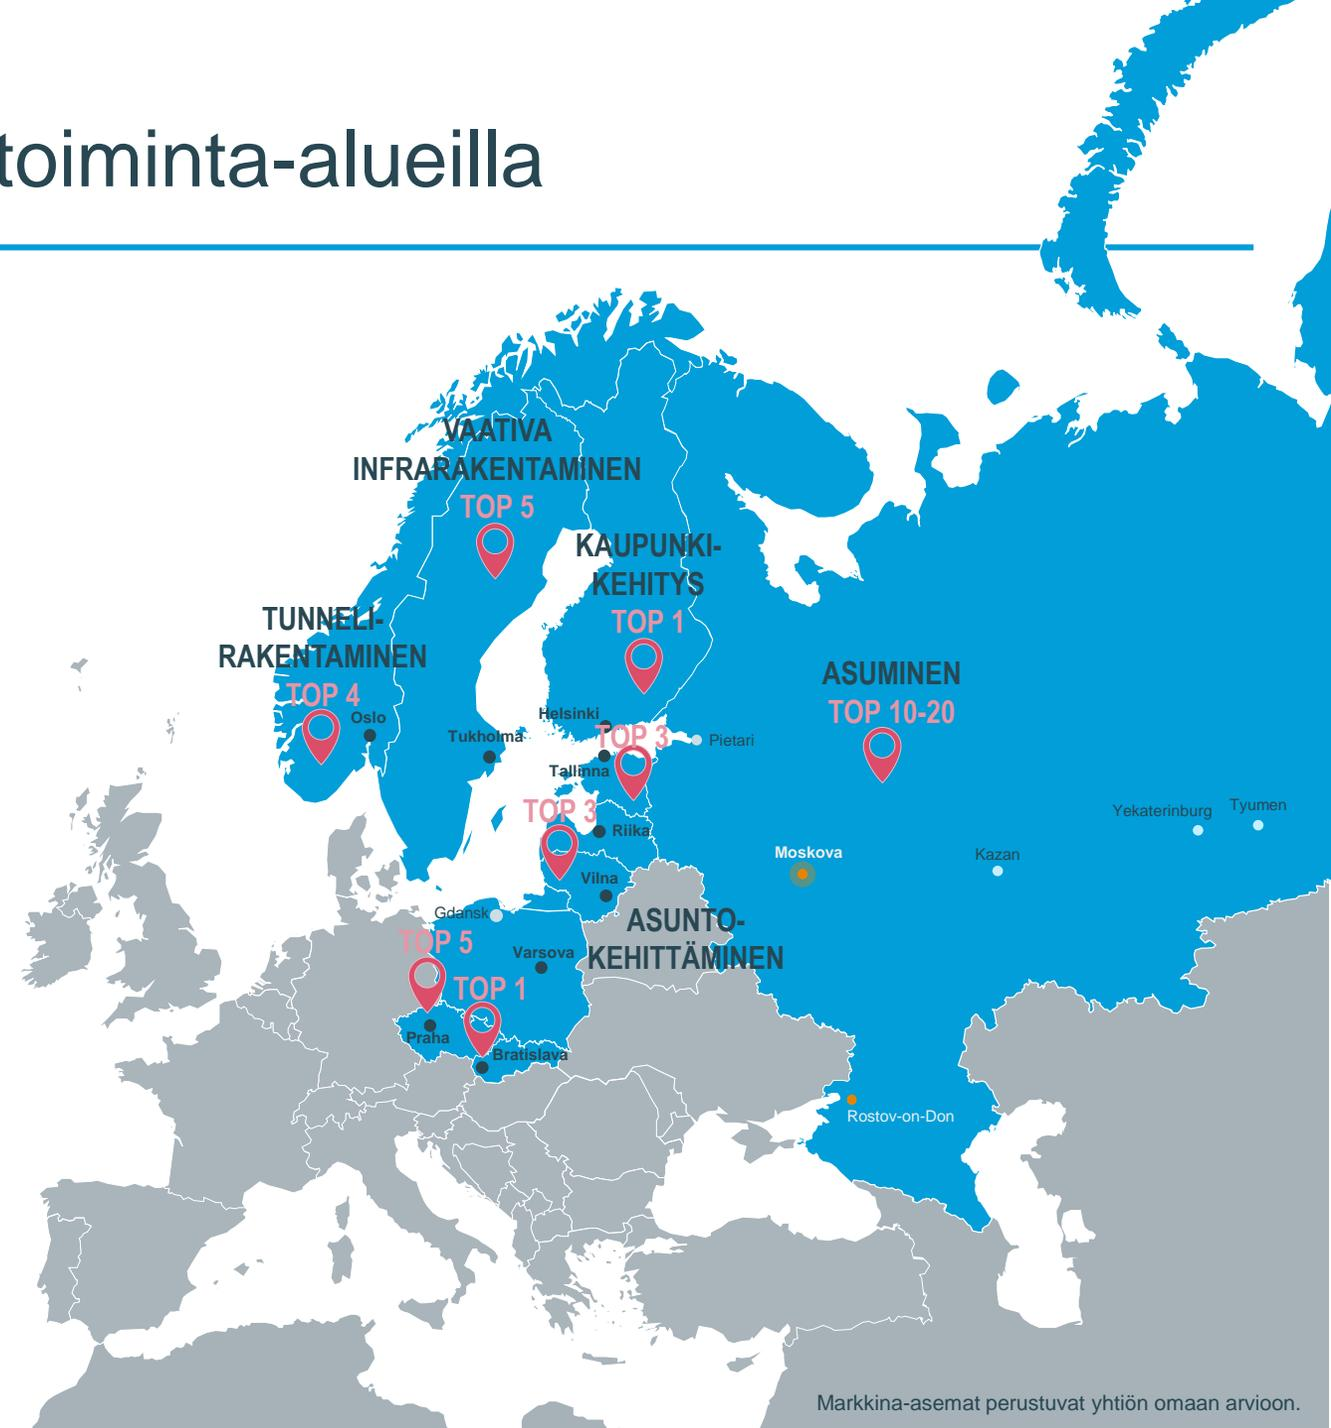 toiminta-alueilla
VAATIVA
INFRARAKENTAMINEN
TOP 5
KAUPUNKI-
KEHITYS
TOP 1
TUNNELI-
RAKENTAMINEN
TOP 4
ASUMINEN
TOP 10-20
Oslo
Helsinki
Tukholma
TOP 3
Pietari
Tallinna
TOP 3
Riika
Yekaterinburg
Tyumen
Moskova
Kazan
Vilna
Gdansk
ASUNTO-
KEHITTÄMINEN
TOP 5
Varsova
TOP 1
Praha
Bratislava
Rostov-on-Don
Markkina-asemat perustuvat yhtiön omaan arvioon.